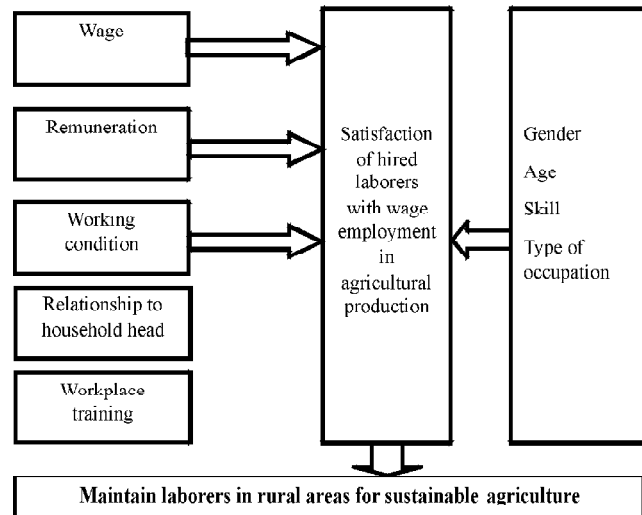 Wage
Remuneration
Working
condition
Relationship to
household head
Workplace
training
Satisfaction
of hired
laborers
with wage
employment
in
agricultural
production
Gender
Age
Skill
Type of
occupation
Maintain laborers in rural areas for sustainable agriculture